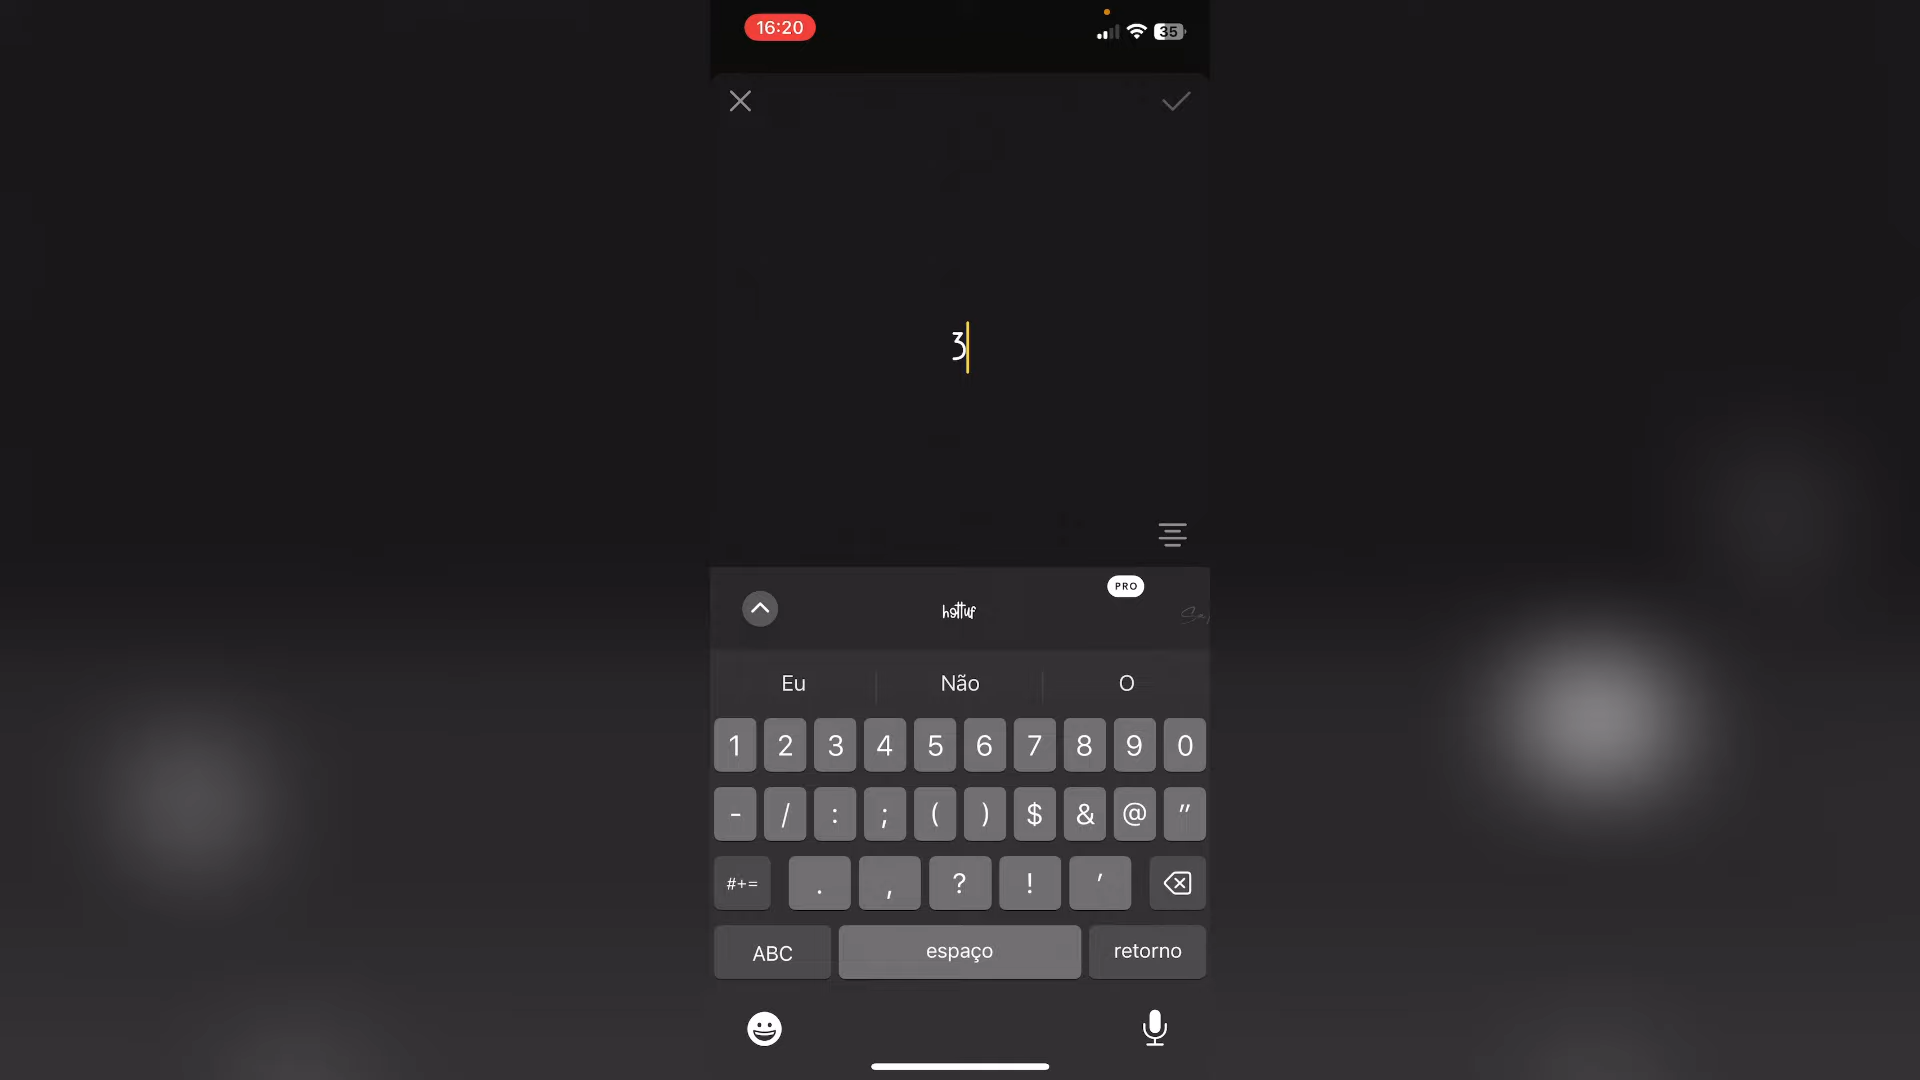 16:20
35
3
PRO
hottuf
Eu Não O
1 2 3 4 5 6 7 8 9 0
- / : ; ( ) $ & @ "
#+= . , ? ! '
ABC espaço retorno